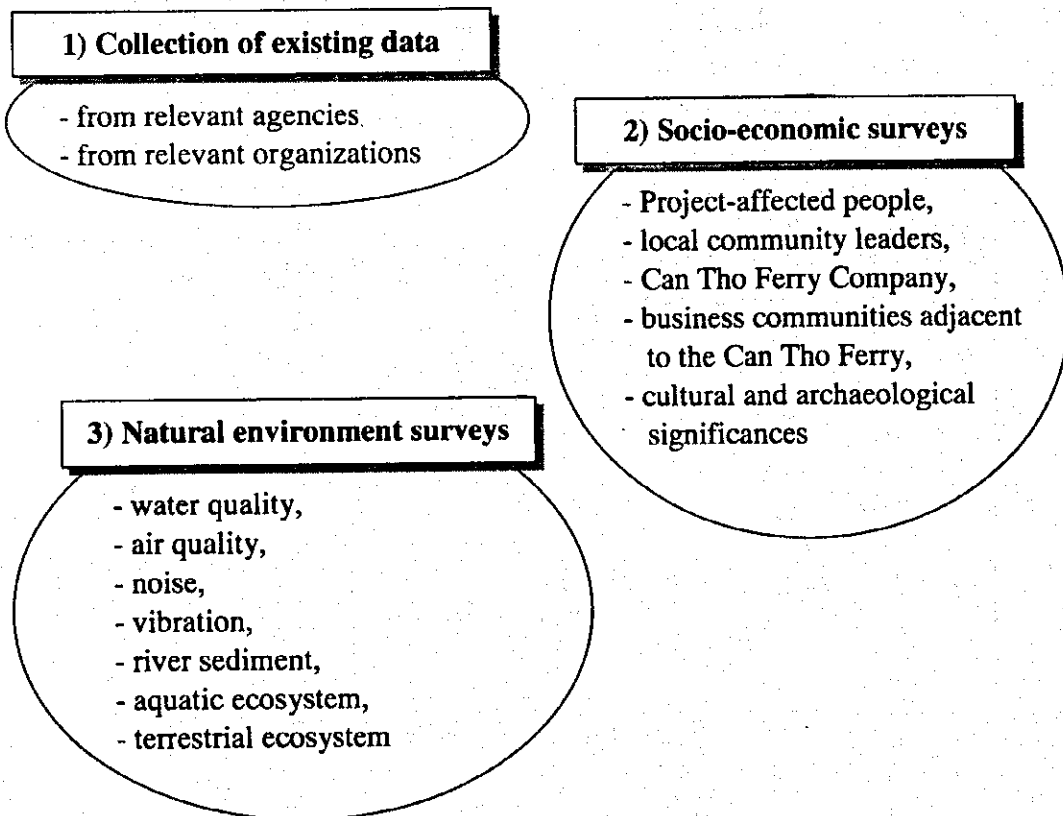 1) Collection of existing data
- from relevant agencies
- from relevant organizations
2) Socio-economic surveys
- Project-affected people,
- local community leaders,
- Can Tho Ferry Company,
- business communities adjacent
to the Can Tho Ferry,
- cultural and archaeological
significances
3) Natural environment surveys
- water quality,
- air quality,
- noise,
- vibration,
- river sediment,
- aquatic ecosystem,
- terrestrial ecosystem